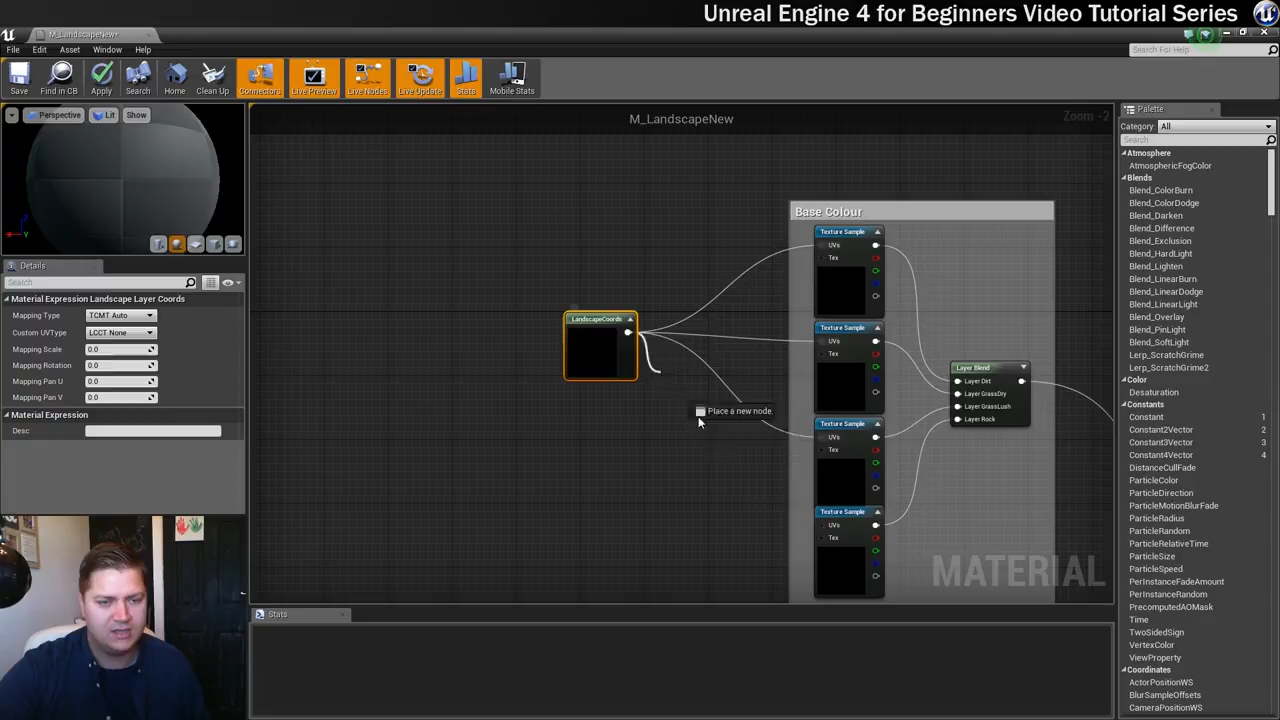 Unreal Engine 4 for Beginners Video Tutorial Series
M_LandscapeNew*
File Edit Asset Window Help
Search For Help
Save Find in CB Apply Search Home Clean Up Connectors Live Preview Live Nodes Live Update Stats Mobile Stats
Perspective Lit Show
M_LandscapeNew
Zoom -2
Palette
Category: All
Search
Atmosphere
AtmosphericFogColor
Blends
Blend_ColorBurn
Blend_ColorDodge
Blend_Darken
Blend_Difference
Blend_Exclusion
Blend_HardLight
Blend_Lighten
Blend_LinearBurn
Blend_LinearDodge
Blend_LinearLight
Blend_Overlay
Blend_PinLight
Blend_SoftLight
Lerp_ScratchGrime
Lerp_ScratchGrime2
Color
Desaturation
Constants
Constant 1
Constant2Vector 2
Constant3Vector 3
Constant4Vector 4
DistanceCullFade
ParticleColor
ParticleDirection
ParticleMotionBlurFade
ParticleRadius
ParticleRandom
ParticleRelativeTime
ParticleSize
ParticleSpeed
PerInstanceFadeAmount
PerInstanceRandom
PrecomputedAOMask
Time
TwoSidedSign
VertexColor
ViewProperty
Coordinates
ActorPositionWS
BlurSampleOffsets
CameraPositionWS
Details
Search
Material Expression Landscape Layer Coords
Mapping Type TCMT Auto
Custom UVType LCCT None
Mapping Scale 0.0
Mapping Rotation 0.0
Mapping Pan U 0.0
Mapping Pan V 0.0
Material Expression
Desc
Base Colour
Texture Sample
UVs
Tex
LandscapeCoords
Texture Sample
UVs
Tex
Layer Blend
Layer Dirt
Layer GrassDry
Layer GrassLush
Layer Rock
Place a new node.
Texture Sample
UVs
Tex
Texture Sample
UVs
Tex
MATERIAL
Stats